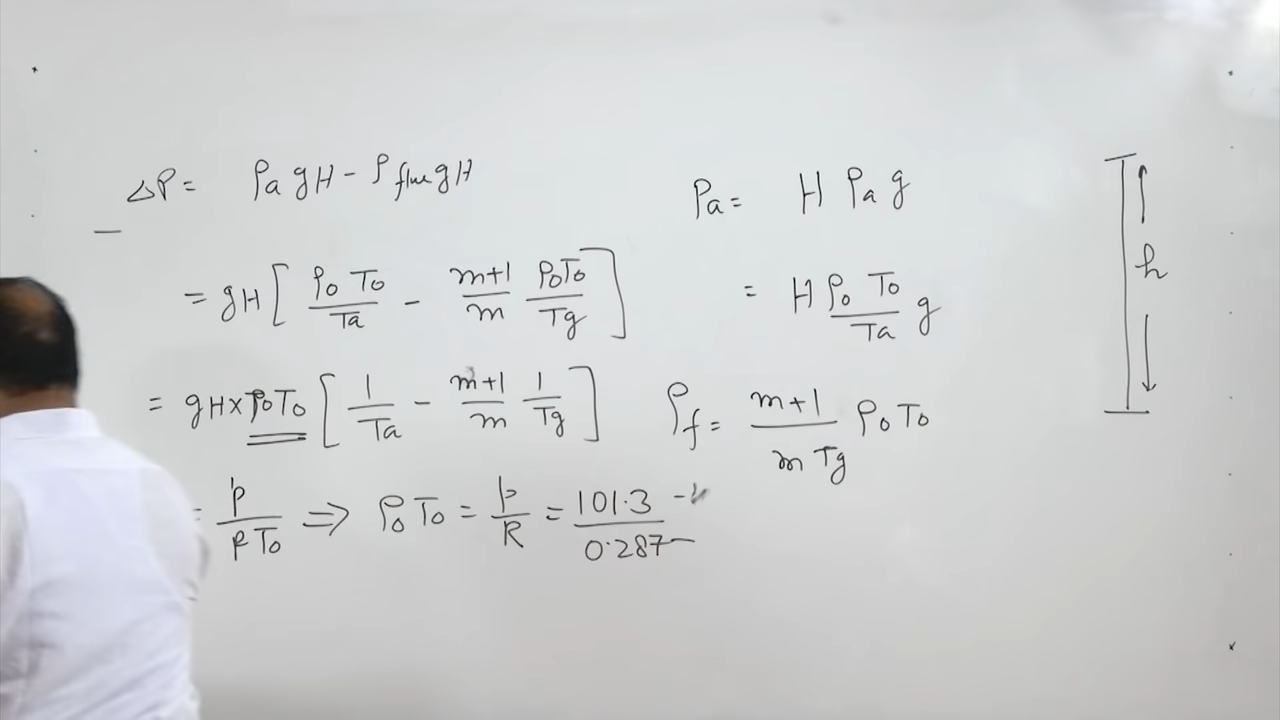 ΔP = ρa gH - ρflue gH
= gH [ ρ0 T0 / Ta - m+1 / m ρ0T0 / Tg ]
= gH × ρ0T0 [ 1 / Ta - m+1 / m 1 / Tg ]
= p / RT0 ⇒ ρ0 T0 = p / R = 101.3 / 0.287
Pa = H ρa g
= H ρ0 T0 / Ta g
ρf = m+1 / m Tg ρ0 T0
h